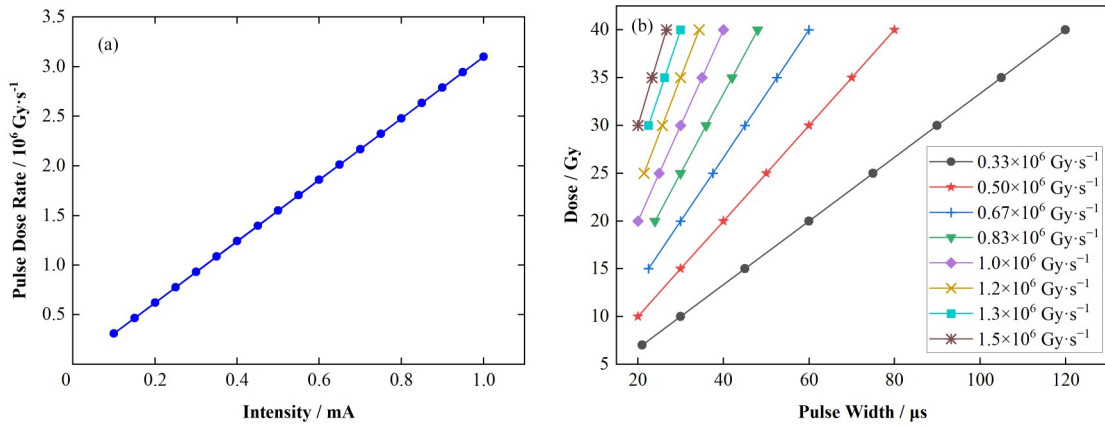 (a)
Pulse Dose Rate / 10⁶ Gy·s⁻¹
3.5
3.0
2.5
2.0
1.5
1.0
0.5
0 0.2 0.4 0.6 0.8 1.0
Intensity / mA
(b)
Dose / Gy
40
35
30
25
20
15
10
5
20 40 60 80 100 120
Pulse Width / μs
0.33×10⁶ Gy·s⁻¹
0.50×10⁶ Gy·s⁻¹
0.67×10⁶ Gy·s⁻¹
0.83×10⁶ Gy·s⁻¹
1.0×10⁶ Gy·s⁻¹
1.2×10⁶ Gy·s⁻¹
1.3×10⁶ Gy·s⁻¹
1.5×10⁶ Gy·s⁻¹